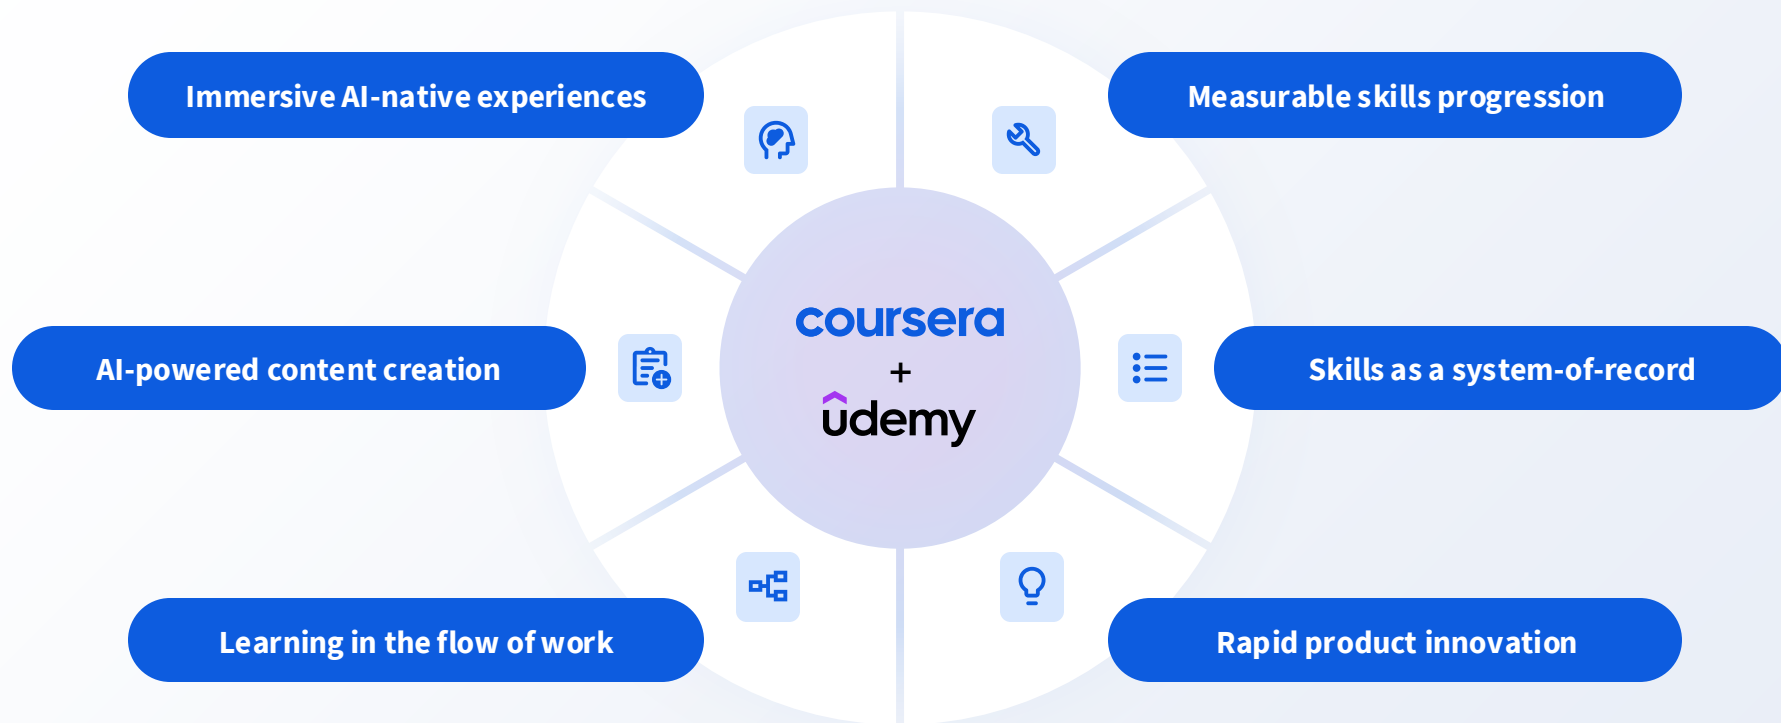 Immersive AI-native experiences
Measurable skills progression
AI-powered content creation
coursera
+
udemy
Skills as a system-of-record
Learning in the flow of work
Rapid product innovation